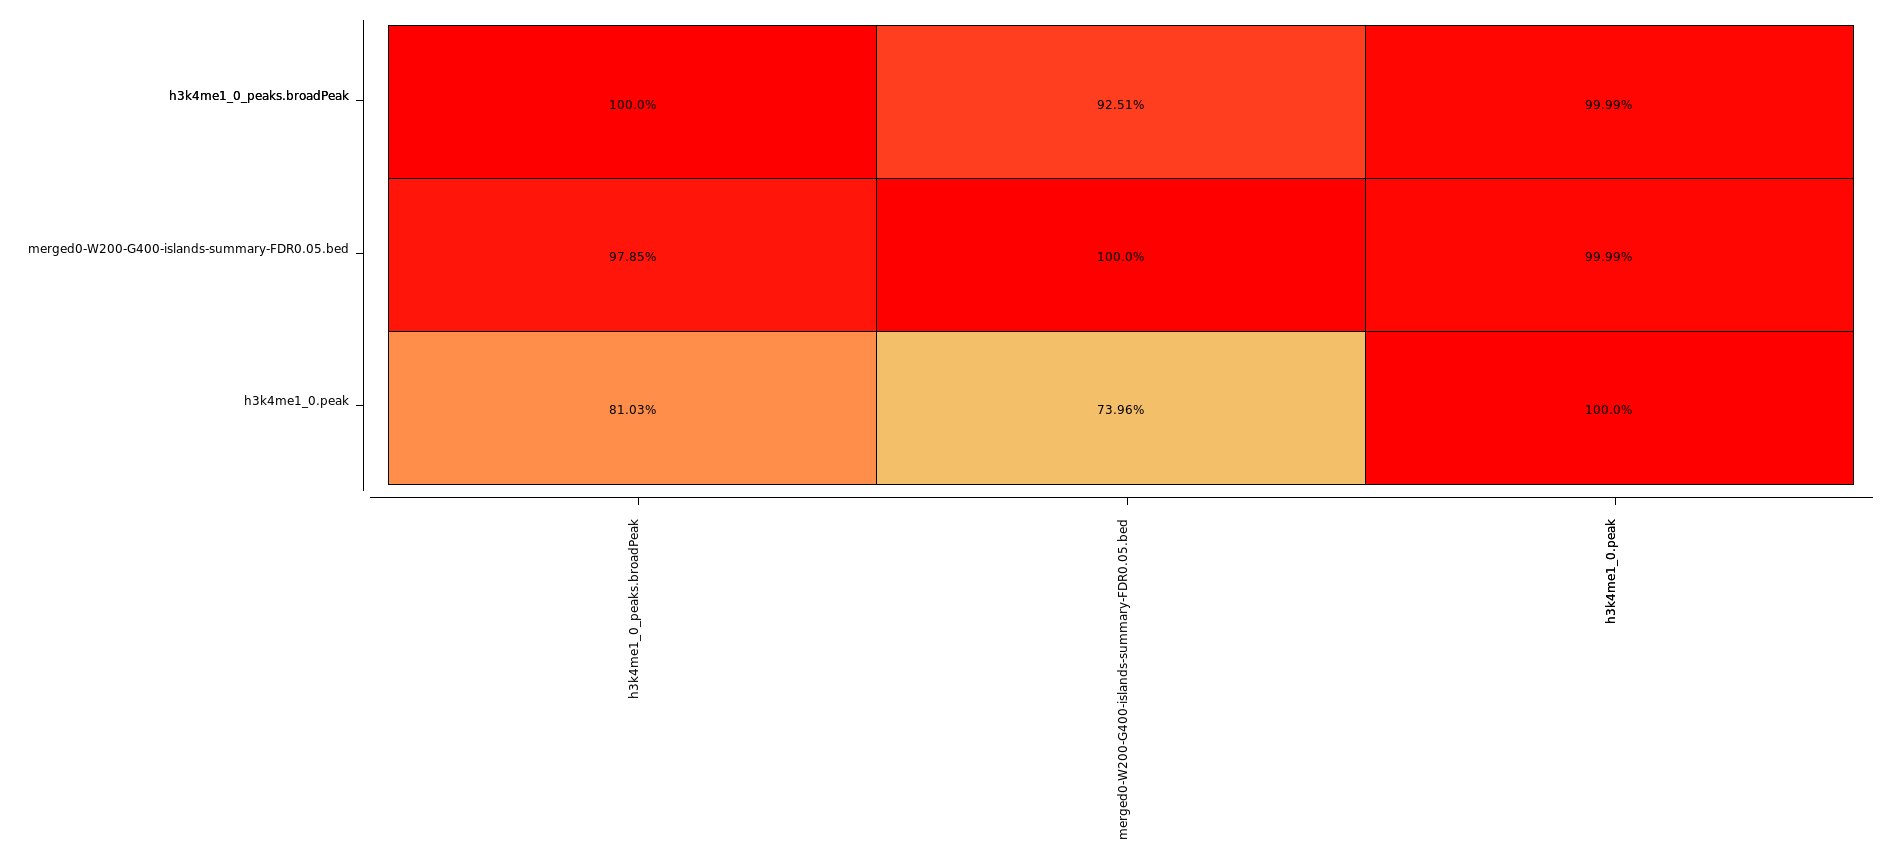 h3k4me1_0_peaks.broadPeak
100.0%
92.51%
99.99%
merged0-W200-G400-islands-summary-FDR0.05.bed
97.85%
100.0%
99.99%
h3k4me1_0.peak
81.03%
73.96%
100.0%
h3k4me1_0_peaks.broadPeak
merged0-W200-G400-islands-summary-FDR0.05.bed
h3k4me1_0.peak